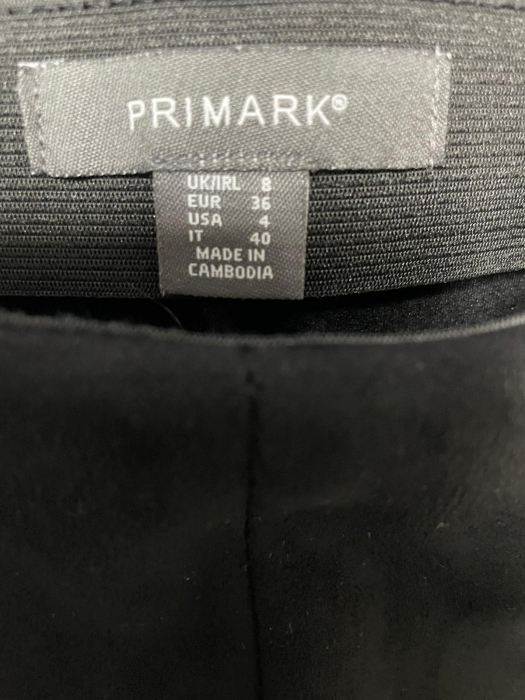 PRIMARK®
UK/IRL 8
EUR 36
USA 4
IT 40
MADE IN
CAMBODIA